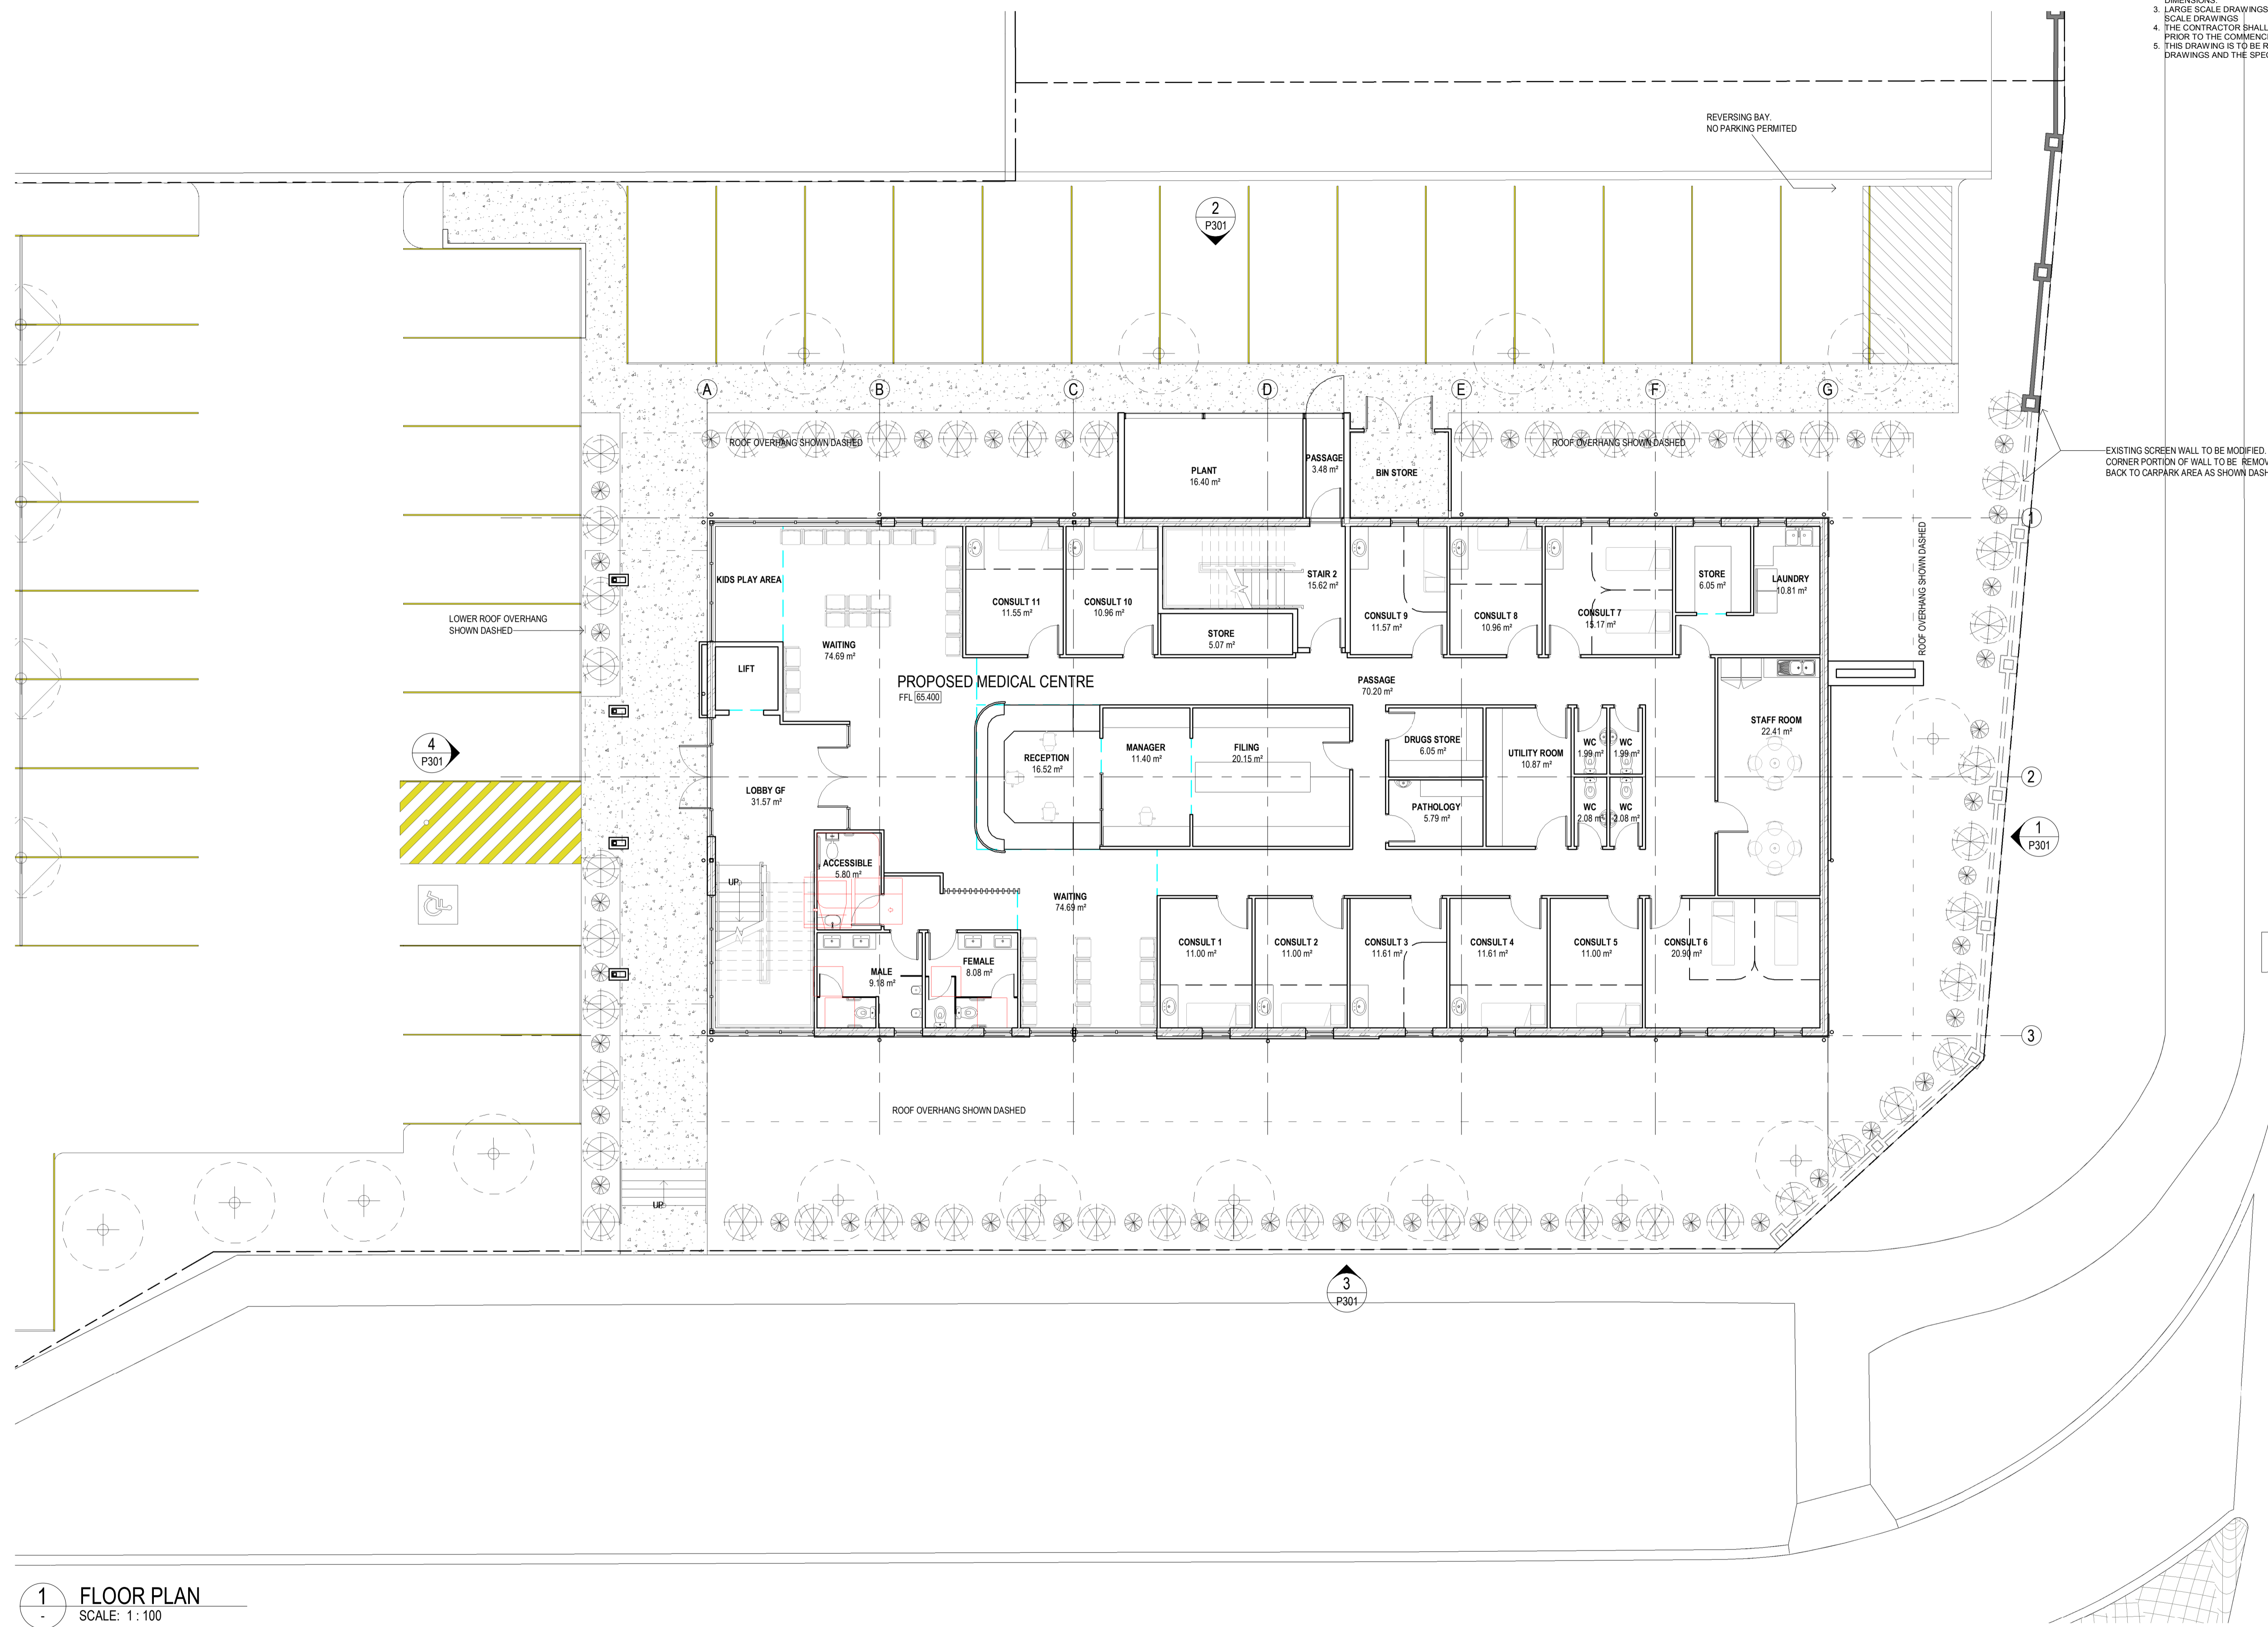 DIMENSIONS.
3. LARGE SCALE DRAWINGS
SCALE DRAWINGS
4. THE CONTRACTOR SHALL
PRIOR TO THE COMMENC
5. THIS DRAWING IS TO BE R
DRAWINGS AND THE SPEC
REVERSING BAY.
NO PARKING PERMITED
2
P301
A
B
C
D
E
F
G
ROOF OVERHANG SHOWN DASHED
ROOF OVERHANG SHOWN DASHED
PLANT
16.40 m²
PASSAGE
3.48 m²
BIN STORE
EXISTING SCREEN WALL TO BE MODIFIED.
CORNER PORTION OF WALL TO BE REMOV
BACK TO CARPARK AREA AS SHOWN DASH
1
ROOF OVERHANG SHOWN DASHED
KIDS PLAY AREA
CONSULT 11
11.55 m²
CONSULT 10
10.96 m²
STAIR 2
15.62 m²
STORE
5.07 m²
CONSULT 9
11.57 m²
CONSULT 8
10.96 m²
CONSULT 7
15.17 m²
STORE
6.05 m²
LAUNDRY
10.81 m²
LOWER ROOF OVERHANG
SHOWN DASHED
WAITING
74.69 m²
LIFT
PROPOSED MEDICAL CENTRE
FFL 65.400
PASSAGE
70.20 m²
STAFF ROOM
22.41 m²
4
P301
RECEPTION
16.52 m²
MANAGER
11.40 m²
FILING
20.15 m²
DRUGS STORE
6.05 m²
UTILITY ROOM
10.87 m²
WC
1.99 m²
WC
1.99 m²
2
LOBBY GF
31.57 m²
PATHOLOGY
5.79 m²
WC
2.08 m²
WC
2.08 m²
1
P301
ACCESSIBLE
5.80 m²
UP
WAITING
74.69 m²
MALE
9.18 m²
FEMALE
8.08 m²
CONSULT 1
11.00 m²
CONSULT 2
11.00 m²
CONSULT 3
11.61 m²
CONSULT 4
11.61 m²
CONSULT 5
11.00 m²
CONSULT 6
20.90 m²
3
ROOF OVERHANG SHOWN DASHED
UP
3
P301
1
-
FLOOR PLAN
SCALE: 1 : 100